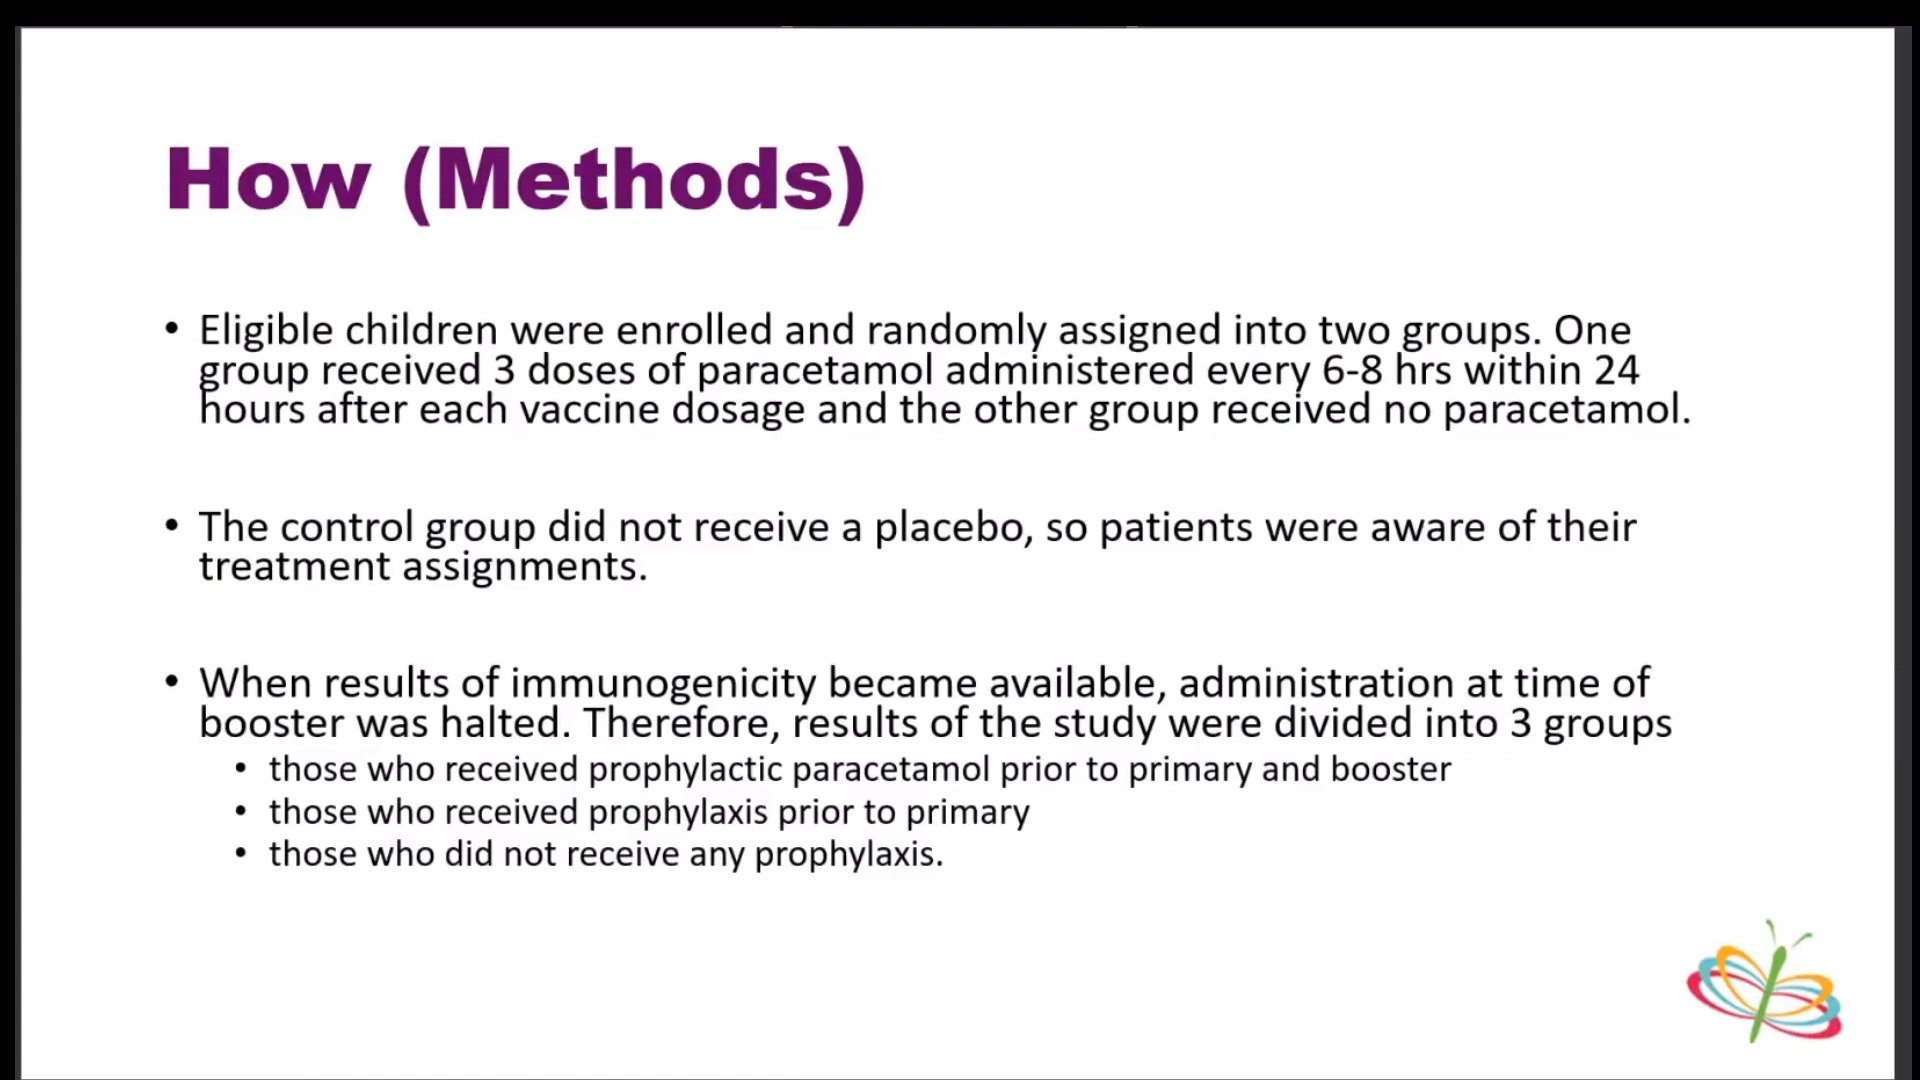 How (Methods)
• Eligible children were enrolled and randomly assigned into two groups. One
group received 3 doses of paracetamol administered every 6-8 hrs within 24
hours after each vaccine dosage and the other group received no paracetamol.
• The control group did not receive a placebo, so patients were aware of their
treatment assignments.
• When results of immunogenicity became available, administration at time of
booster was halted. Therefore, results of the study were divided into 3 groups
• those who received prophylactic paracetamol prior to primary and booster
• those who received prophylaxis prior to primary
• those who did not receive any prophylaxis.